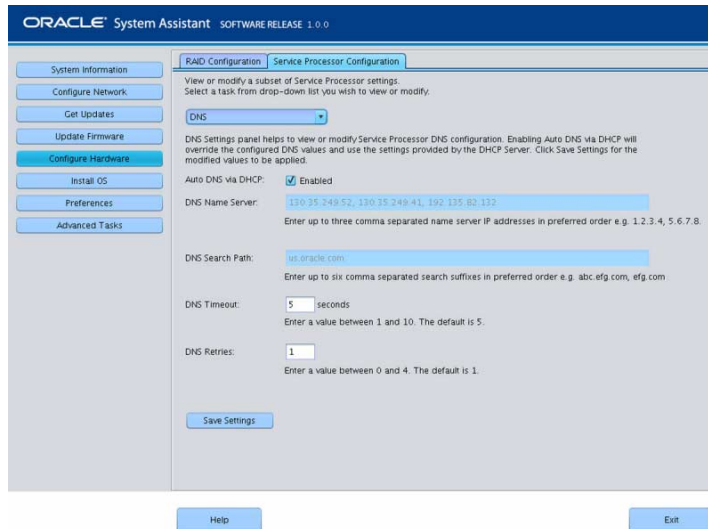 ORACLE System Assistant SOFTWARE RELEASE 1.0.0
System Information
Configure Network
Get Updates
Update Firmware
Configure Hardware
Install OS
Preferences
Advanced Tasks
RAID Configuration
Service Processor Configuration
View or modify a subset of Service Processor settings.
Select a task from drop-down list you wish to view or modify.
DNS
DNS Settings panel helps to view or modify Service Processor DNS configuration. Enabling Auto DNS via DHCP will
override the configured DNS values and use the settings provided by the DHCP Server. Click Save Settings for the
modified values to be applied.
Auto DNS via DHCP: Enabled
DNS Name Server: 130.35.249.52, 130.35.249.41, 192.135.82.132
Enter up to three comma separated name server IP addresses in preferred order e.g. 1.2.3.4, 5.6.7.8.
DNS Search Path: us.oracle.com
Enter up to six comma separated search suffixes in preferred order e.g. abc.efg.com, efg.com
DNS Timeout: 5 seconds
Enter a value between 1 and 10. The default is 5.
DNS Retries: 1
Enter a value between 0 and 4. The default is 1.
Save Settings
Help
Exit